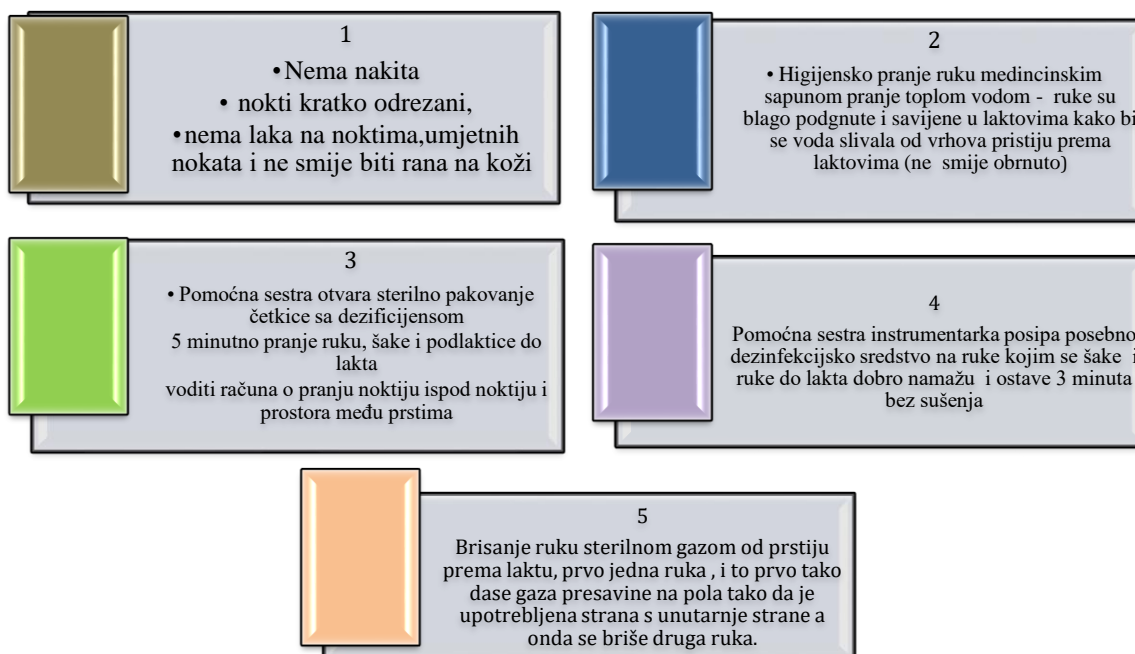 1
• Nema nakita
• nokti kratko odrezani,
• nema laka na noktima,umjetnih
nokata i ne smije biti rana na koži
2
• Higijensko pranje ruku medincinskim
sapunom pranje toplom vodom - ruke su
blago podgnute i savijene u laktovima kako bi
se voda slivala od vrhova pristiju prema
laktovima (ne smije obrnuto)
3
• Pomoćna sestra otvara sterilno pakovanje
četkice sa dezificijensom
5 minutno pranje ruku, šake i podlaktice do
lakta
voditi računa o pranju noktiju ispod noktiju i
prostora među prstima
4
Pomoćna sestra instrumentarka posipa posebno
dezinfekcijsko sredstvo na ruke kojim se šake i
ruke do lakta dobro namažu i ostave 3 minuta
bez sušenja
5
Brisanje ruku sterilnom gazom od prstiju
prema laktu, prvo jedna ruka , i to prvo tako
dase gaza presavine na pola tako da je
upotrebljena strana s unutarnje strane a
onda se briše druga ruka.